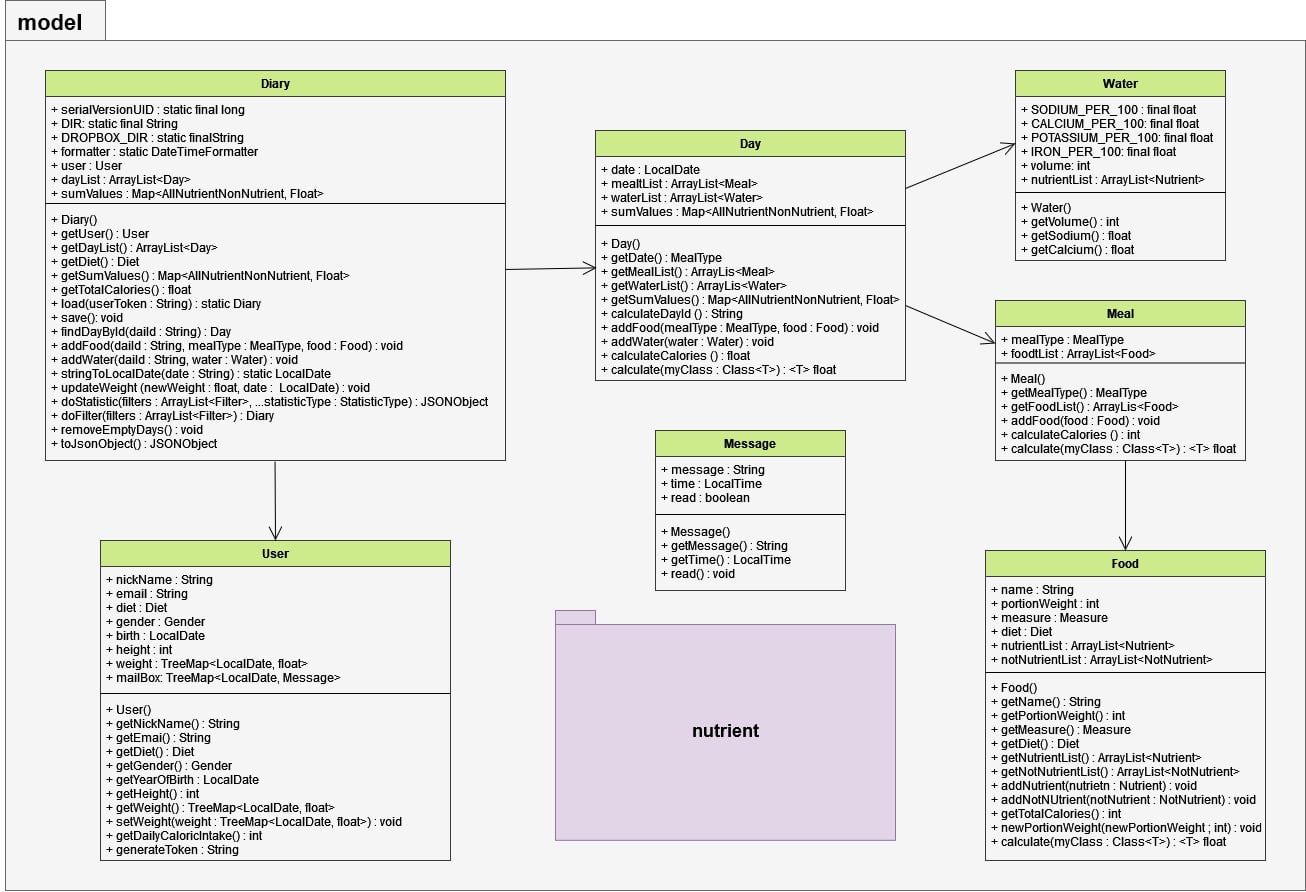 model
Diary
+ serialVersionUID : static final long
+ DIR: static final String
+ DROPBOX_DIR : static finalString
+ formatter : static DateTimeFormatter
+ user : User
+ dayList : ArrayList<Day>
+ sumValues : Map<AllNutrientNonNutrient, Float>
+ Diary()
+ getUser() : User
+ getDayList() : ArrayList<Day>
+ getDiet() : Diet
+ getSumValues() : Map<AllNutrientNonNutrient, Float>
+ getTotalCalories() : float
+ load(userToken : String) : static Diary
+ save(): void
+ findDayById(daiId : String) : Day
+ addFood(daiId : String, mealType : MealType, food : Food) : void
+ addWater(daiId : String, water : Water) : void
+ stringToLocalDate(date : String) : static LocalDate
+ updateWeight (newWeight : float, date :  LocalDate) : void
+ doStatistic(filters : ArrayList<Filter>, ...statisticType : StatisticType) : JSONObject
+ doFilter(filters : ArrayList<Filter>) : Diary
+ removeEmptyDays() : void
+ toJsonObject() : JSONObject
Day
+ date : LocalDate
+ mealtList : ArrayList<Meal>
+ waterList : ArrayList<Water>
+ sumValues : Map<AllNutrientNonNutrient, Float>
+ Day()
+ getDate() : MealType
+ getMealList() : ArrayLis<Meal>
+ getWaterList() : ArrayLis<Water>
+ getSumValues() : Map<AllNutrientNonNutrient, Float>
+ calculateDayId () : String
+ addFood(mealType : MealType, food : Food) : void
+ addWater(water : Water) : void
+ calculateCalories () : float
+ calculate(myClass : Class<T>) : <T> float
Water
+ SODIUM_PER_100 : final float
+ CALCIUM_PER_100: final float
+ POTASSIUM_PER_100: final float
+ IRON_PER_100: final float
+ volume: int
+ nutrientList : ArrayList<Nutrient>
+ Water()
+ getVolume() : int
+ getSodium() : float
+ getCalcium() : float
Meal
+ mealType : MealType
+ foodtList : ArrayList<Food>
+ Meal()
+ getMealType() : MealType
+ getFoodList() : ArrayLis<Food>
+ addFood(food : Food) : void
+ calculateCalories () : int
+ calculate(myClass : Class<T>) : <T> float
Message
+ message : String
+ time : LocalTime
+ read : boolean
+ Message()
+ getMessage() : String
+ getTime() : LocalTime
+ read() : void
User
+ nickName : String
+ email : String
+ diet : Diet
+ gender : Gender
+ birth : LocalDate
+ height : int
+ weight : TreeMap<LocalDate, float>
+ mailBox: TreeMap<LocalDate, Message>
+ User()
+ getNickName() : String
+ getEmai() : String
+ getDiet() : Diet
+ getGender() : Gender
+ getYearOfBirth : LocalDate
+ getHeight() : int
+ getWeight() : TreeMap<LocalDate, float>
+ setWeight(weight : TreeMap<LocalDate, float>) : void
+ getDailyCaloricIntake() : int
+ generateToken : String
nutrient
Food
+ name : String
+ portionWeight : int
+ measure : Measure
+ diet : Diet
+ nutrientList : ArrayList<Nutrient>
+ notNutrientList : ArrayList<NotNutrient>
+ Food()
+ getName() : String
+ getPortionWeight() : int
+ getMeasure() : Measure
+ getDiet() : Diet
+ getNutrientList() : ArrayList<Nutrient>
+ getNotNutrientList() : ArrayList<NotNutrient>
+ addNutrient(nutrietn : Nutrient) : void
+ addNotNUtrient(notNutrient : NotNutrient) : void
+ getTotalCalories() : int
+ newPortionWeight(newPortionWeight ; int) : void
+ calculate(myClass : Class<T>) : <T> float